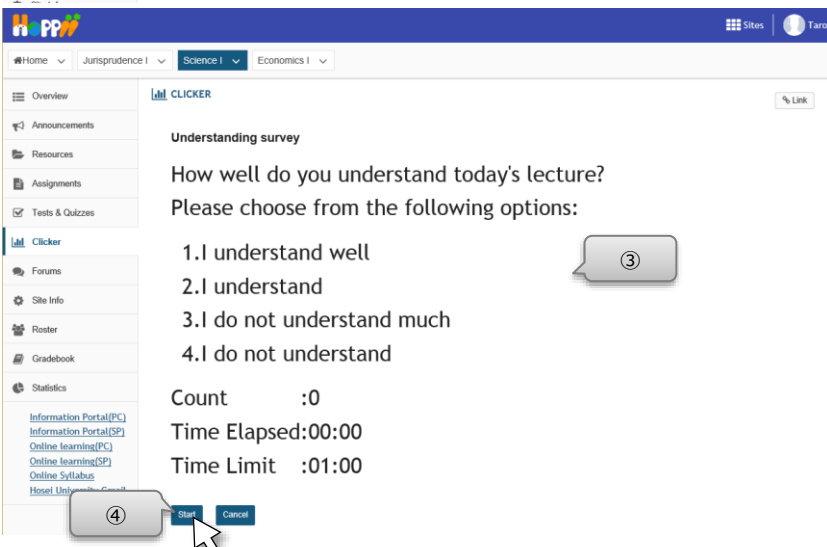 HoPPii
Sites
Taro
Home
Jurisprudence I
Science I
Economics I
Overview
Announcements
Resources
Assignments
Tests & Quizzes
Clicker
Forums
Site Info
Roster
Gradebook
Statistics
Information Portal(PC)
Information Portal(SP)
Online learning(PC)
Online learning(SP)
Online Syllabus
Hosei University Gmail
CLICKER
Link
Understanding survey
How well do you understand today's lecture?
Please choose from the following options:
1.I understand well
2.I understand
3.I do not understand much
4.I do not understand
③
Count :0
Time Elapsed:00:00
Time Limit :01:00
④
Start
Cancel